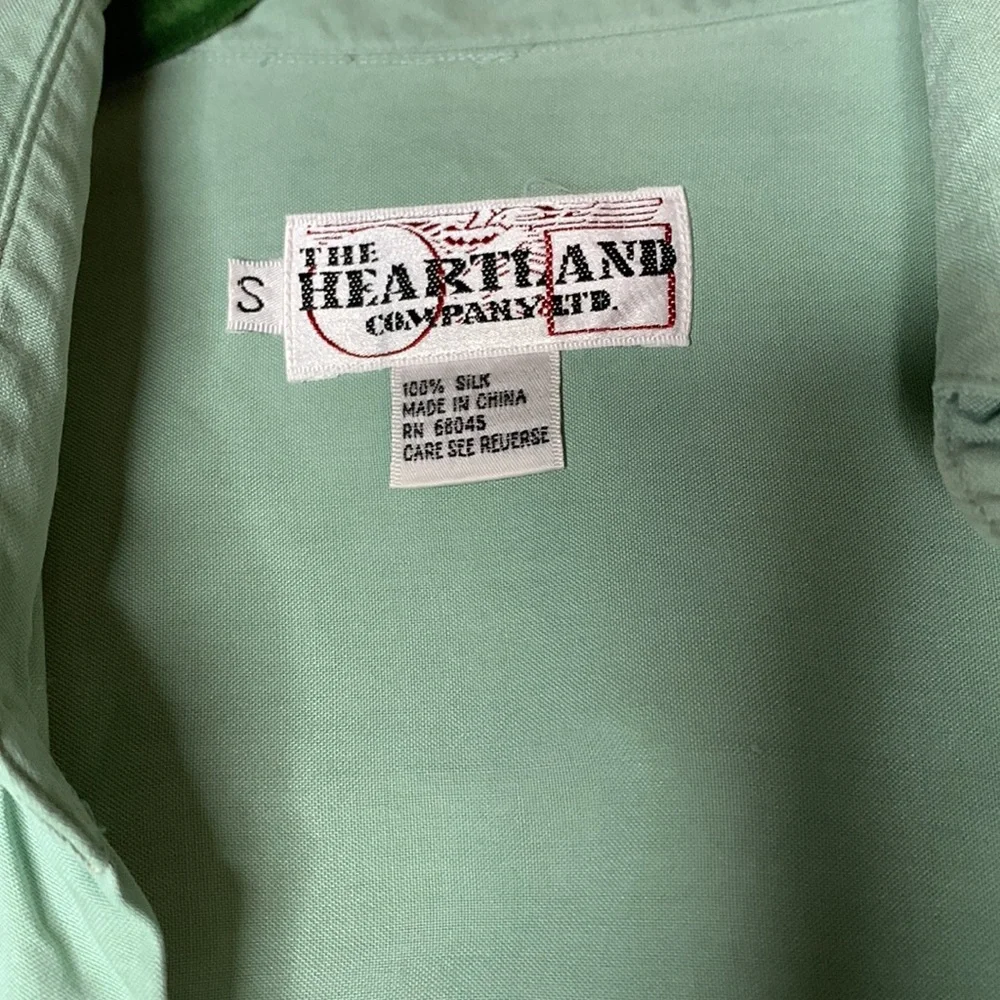 S
THE
HEARTLAND
COMPANY LTD.
100% SILK
MADE IN CHINA
RN 68045
CARE SEE REVERSE